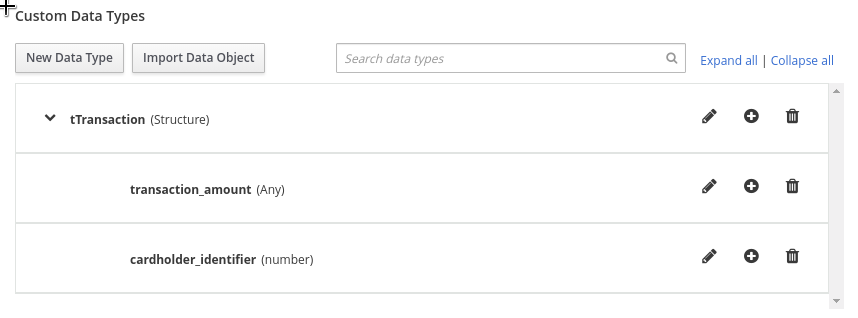 Custom Data Types
New Data Type Import Data Object Search data types Expand all | Collapse all
tTransaction (Structure)
transaction_amount (Any)
cardholder_identifier (number)